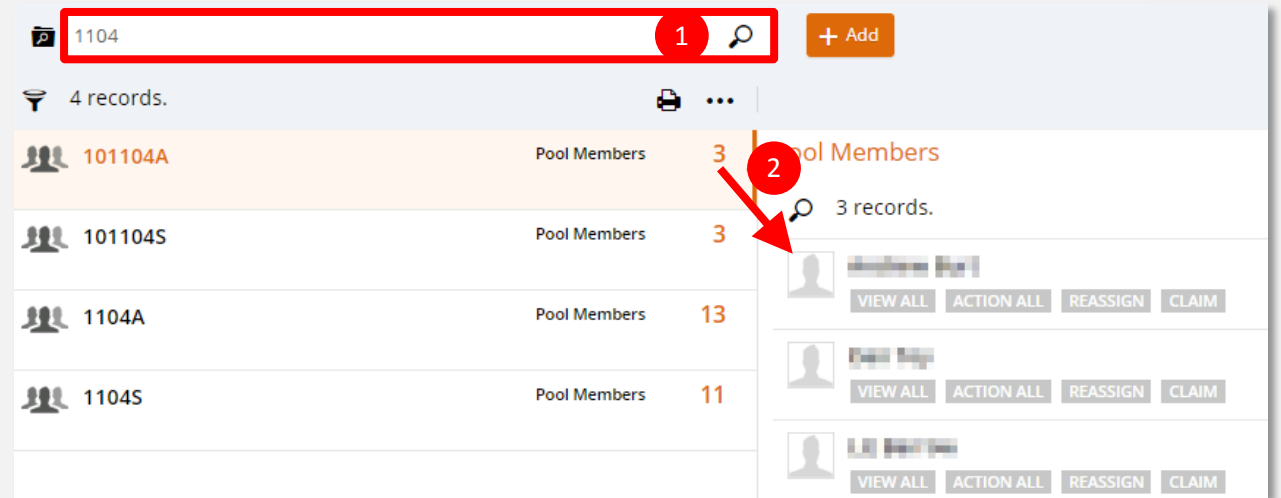 1104 1 + Add
4 records. ...
101104A Pool Members 3
101104S Pool Members 3
1104A Pool Members 13
1104S Pool Members 11
2 ool Members
3 records.
VIEW ALL ACTION ALL REASSIGN CLAIM
VIEW ALL ACTION ALL REASSIGN CLAIM
VIEW ALL ACTION ALL REASSIGN CLAIM